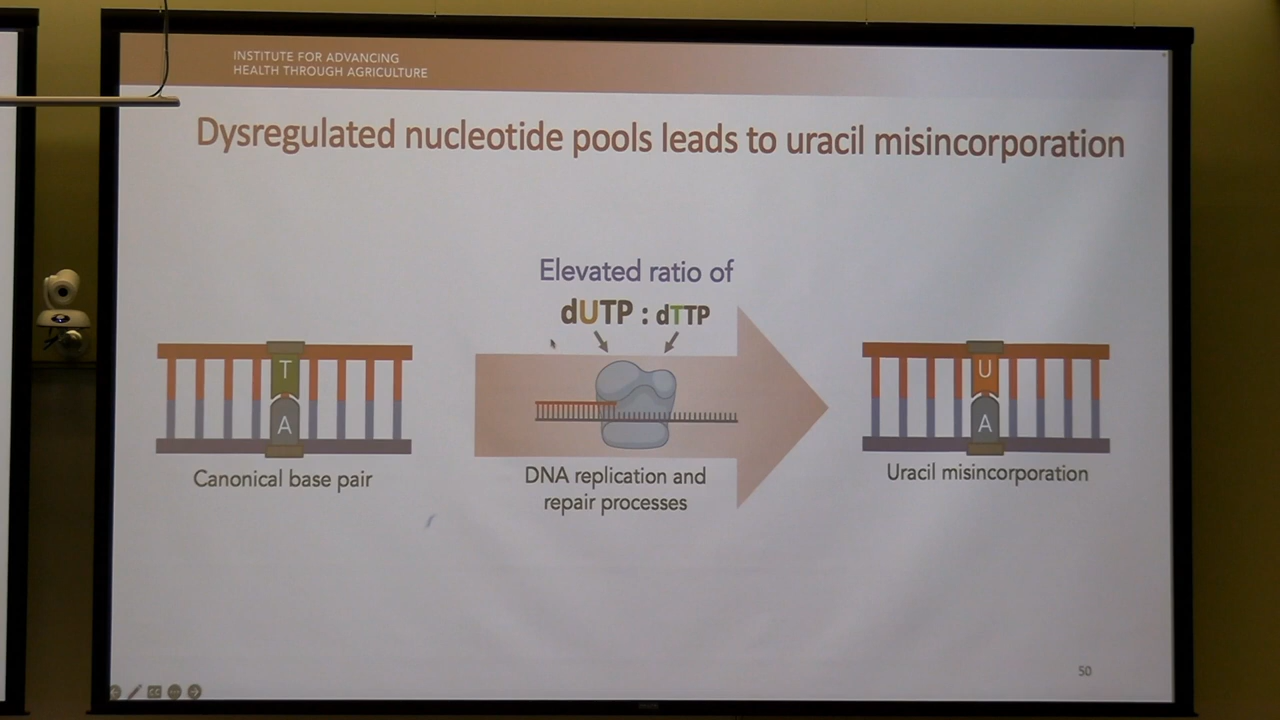 INSTITUTE FOR ADVANCING
HEALTH THROUGH AGRICULTURE
Dysregulated nucleotide pools leads to uracil misincorporation
Elevated ratio of
dUTP : dTTP
T
A
U
A
Canonical base pair
DNA replication and
repair processes
Uracil misincorporation
50